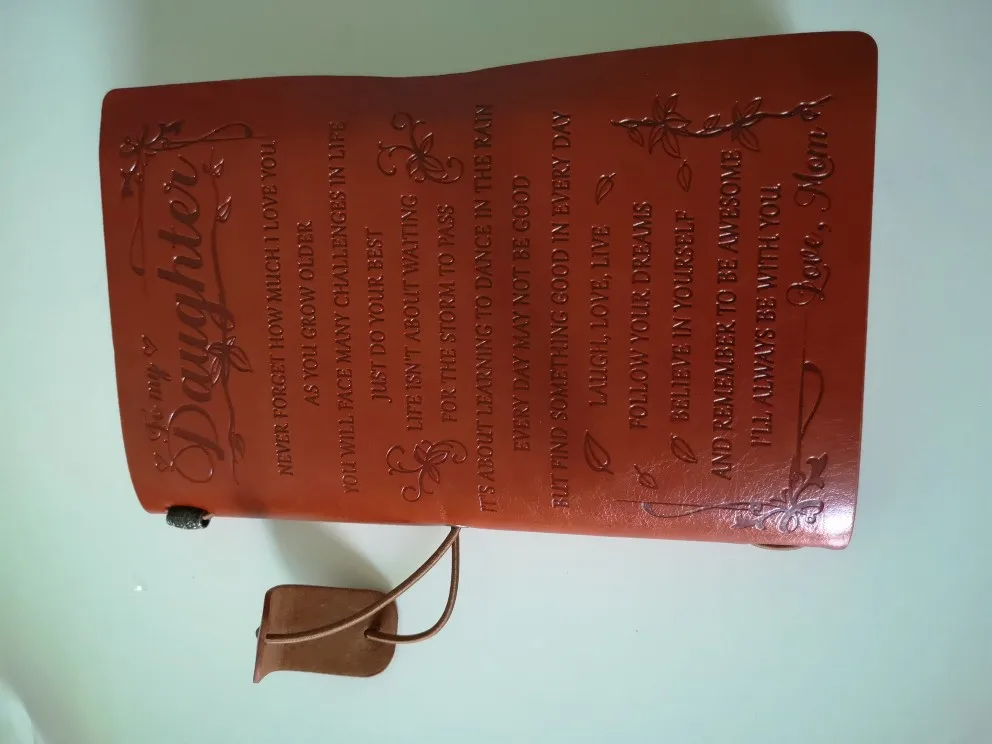 To my
Daughter
NEVER FORGET HOW MUCH I LOVE YOU
AS YOU GROW OLDER
YOU WILL FACE MANY CHALLENGES IN LIFE
JUST DO YOUR BEST
LIFE ISN'T ABOUT WAITING
FOR THE STORM TO PASS
IT'S ABOUT LEARNING TO DANCE IN THE RAIN
EVERY DAY MAY NOT BE GOOD
BUT FIND SOMETHING GOOD IN EVERY DAY
LAUGH, LOVE, LIVE
FOLLOW YOUR DREAMS
BELIEVE IN YOURSELF
AND REMEMBER TO BE AWESOME
I'LL ALWAYS BE WITH YOU.
Love, Mom